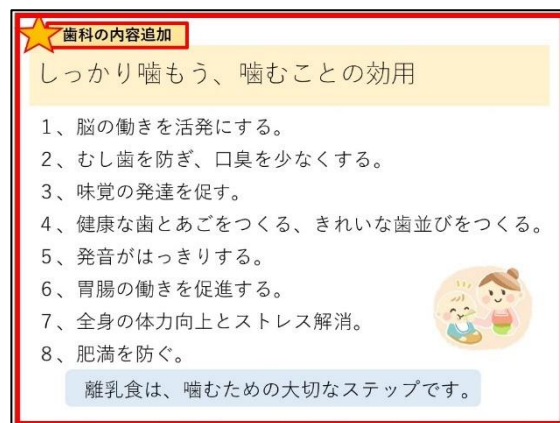 歯科の内容追加
しっかり噛もう、噛むことの効用
1、脳の働きを活発にする。
2、むし歯を防ぎ、口臭を少なくする。
3、味覚の発達を促す。
4、健康な歯とあごをつくる、きれいな歯並びをつくる。
5、発音がはっきりする。
6、胃腸の働きを促進する。
7、全身の体力向上とストレス解消。
8、肥満を防ぐ。
離乳食は、噛むための大切なステップです。